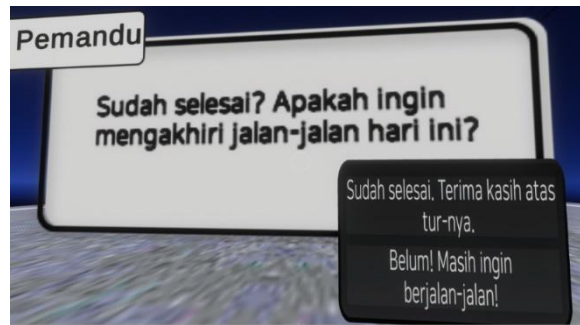 Pemandu
Sudah selesai? Apakah ingin
mengakhiri jalan-jalan hari ini?
Sudah selesai. Terima kasih atas
tur-nya.
Belum! Masih ingin
berjalan-jalan!